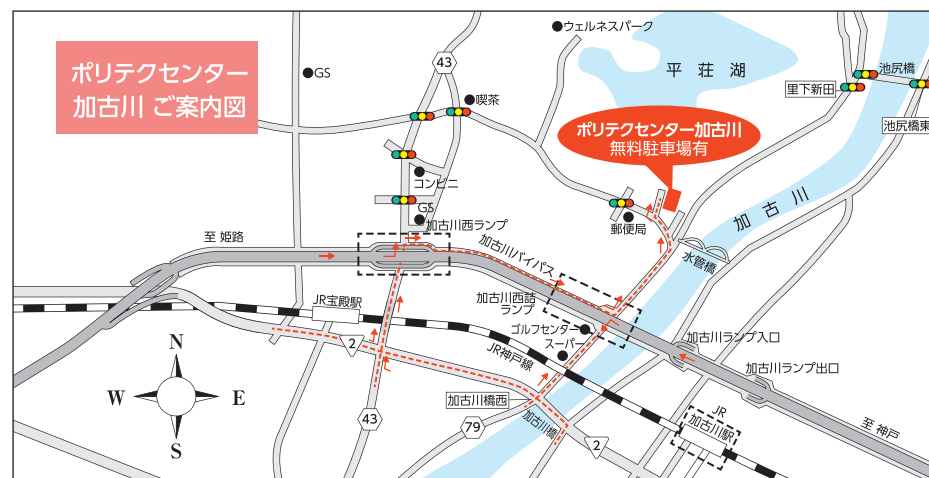 ポリテクセンター
加古川 ご案内図
GS
43
喫茶
ウェルネスパーク
平荘湖
里下新田
池尻橋
池尻橋東
ポリテクセンター加古川
無料駐車場有
コンビニ
GS
加古川西ランプ
郵便局
加古川
水管橋
至 姫路
加古川バイパス
加古川西詰
ランプ
JR宝殿駅
ゴルフセンター
スーパー
加古川ランプ入口
加古川ランプ出口
2
JR神戸線
N
W
E
S
43
加古川橋西
79
加古川橋
2
JR
加古川駅
至 神戸